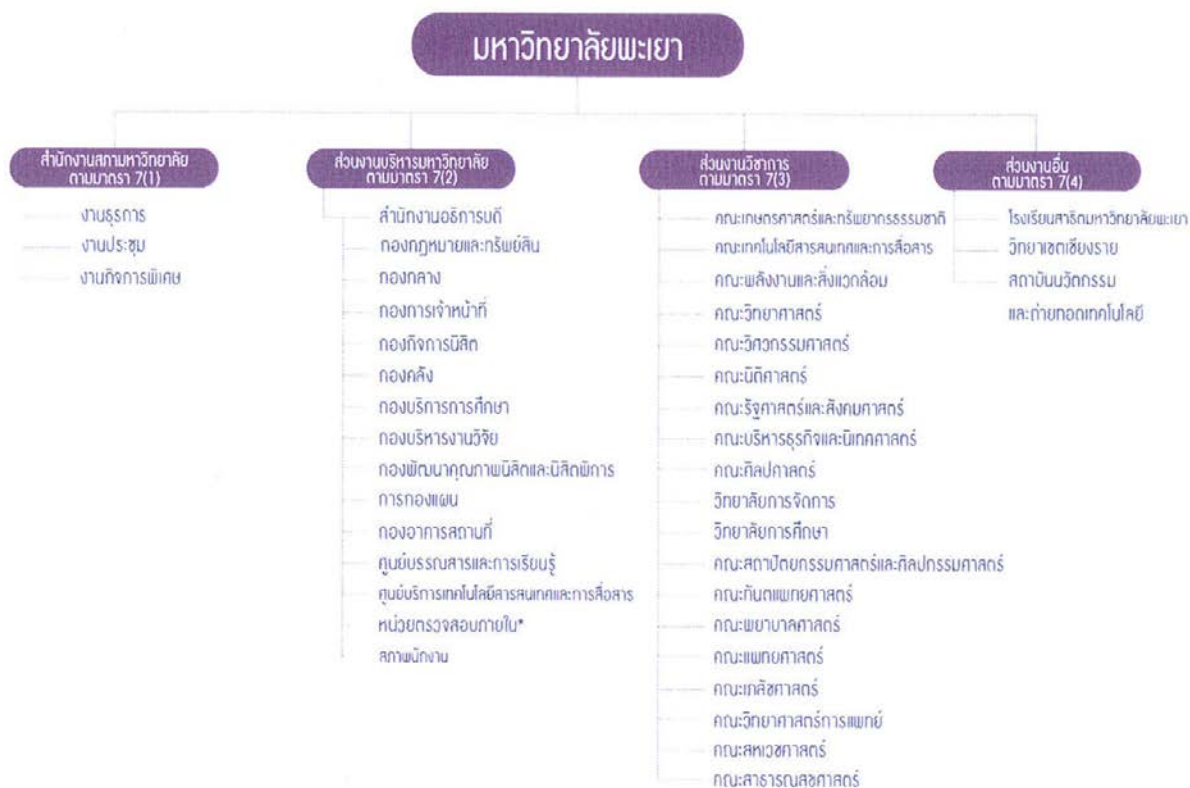 มหาวิทยาลัยพะเยา
สำนักงานสภามหาวิทยาลัย
ตามมาตรา 7(1)
งานธุรการ
งานประชุม
งานกิจการพิเศษ
ส่วนงานบริหารมหาวิทยาลัย
ตามมาตรา 7(2)
สำนักงานอธิการบดี
กองกฎหมายและทรัพย์สิน
กองกลาง
กองการเจ้าหน้าที่
กองกิจการนิสิต
กองคลัง
กองบริการการศึกษา
กองบริหารงานวิจัย
กองพัฒนาคุณภาพนิสิตและนิสิตพิการ
การกองแผน
กองอาคารสถานที่
ศูนย์บรรณสารและการเรียนรู้
ศูนย์บริการเทคโนโลยีสารสนเทศและการสื่อสาร
หน่วยตรวจสอบภายใน*
สภาพนักงาน
ส่วนงานวิชาการ
ตามมาตรา 7(3)
คณะเกษตรศาสตร์และทรัพยากรธรรมชาติ
คณะเทคโนโลยีสารสนเทศและการสื่อสาร
คณะพลังงานและสิ่งแวดล้อม
คณะวิทยาศาสตร์
คณะวิศวกรรมศาสตร์
คณะนิติศาสตร์
คณะรัฐศาสตร์และสังคมศาสตร์
คณะบริหารธุรกิจและนิเทศศาสตร์
คณะศิลปศาสตร์
วิทยาลัยการจัดการ
วิทยาลัยการศึกษา
คณะสถาปัตยกรรมศาสตร์และศิลปกรรมศาสตร์
คณะทันตแพทยศาสตร์
คณะพยาบาลศาสตร์
คณะแพทยศาสตร์
คณะเภสัชศาสตร์
คณะวิทยาศาสตร์การแพทย์
คณะสหเวชศาสตร์
คณะสาธารณสุขศาสตร์
ส่วนงานอื่น
ตามมาตรา 7(4)
โรงเรียนสาธิตมหาวิทยาลัยพะเยา
วิทยาเขตเชียงราย
สถาบันนวัตกรรม
และถ่ายทอดเทคโนโลยี